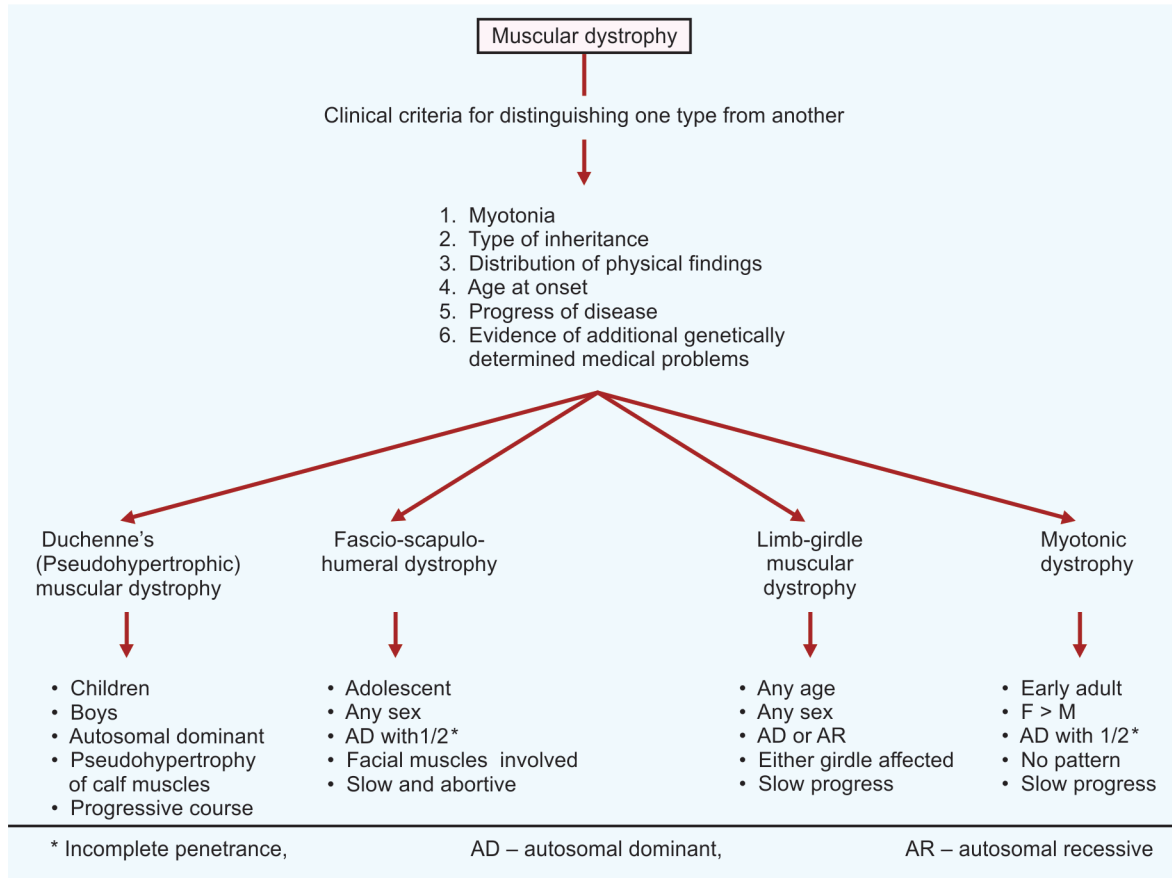 Muscular dystrophy
Clinical criteria for distinguishing one type from another
1. Myotonia
2. Type of inheritance
3. Distribution of physical findings
4. Age at onset
5. Progress of disease
6. Evidence of additional genetically
determined medical problems
Duchenne's
(Pseudohypertrophic)
muscular dystrophy
Fascio-scapulo-
humeral dystrophy
Limb-girdle
muscular
dystrophy
Myotonic
dystrophy
• Children
• Boys
• Autosomal dominant
• Pseudohypertrophy
of calf muscles
• Progressive course
• Adolescent
• Any sex
• AD with1/2*
• Facial muscles involved
• Slow and abortive
• Any age
• Any sex
• AD or AR
• Either girdle affected
• Slow progress
• Early adult
• F > M
• AD with 1/2*
• No pattern
• Slow progress
* Incomplete penetrance, AD – autosomal dominant, AR – autosomal recessive